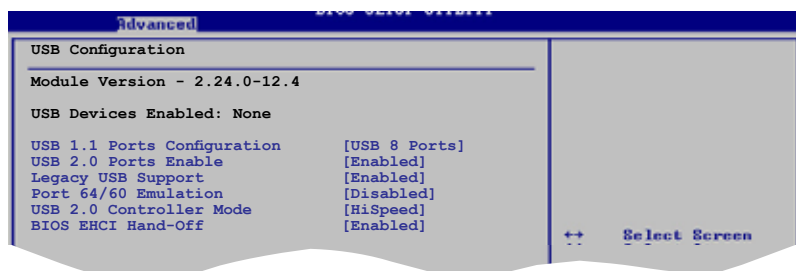 Advanced
USB Configuration
Module Version - 2.24.0-12.4
USB Devices Enabled: None
USB 1.1 Ports Configuration [USB 8 Ports]
USB 2.0 Ports Enable [Enabled]
Legacy USB Support [Enabled]
Port 64/60 Emulation [Disabled]
USB 2.0 Controller Mode [HiSpeed]
BIOS EHCI Hand-Off [Enabled]
↔ Select Screen